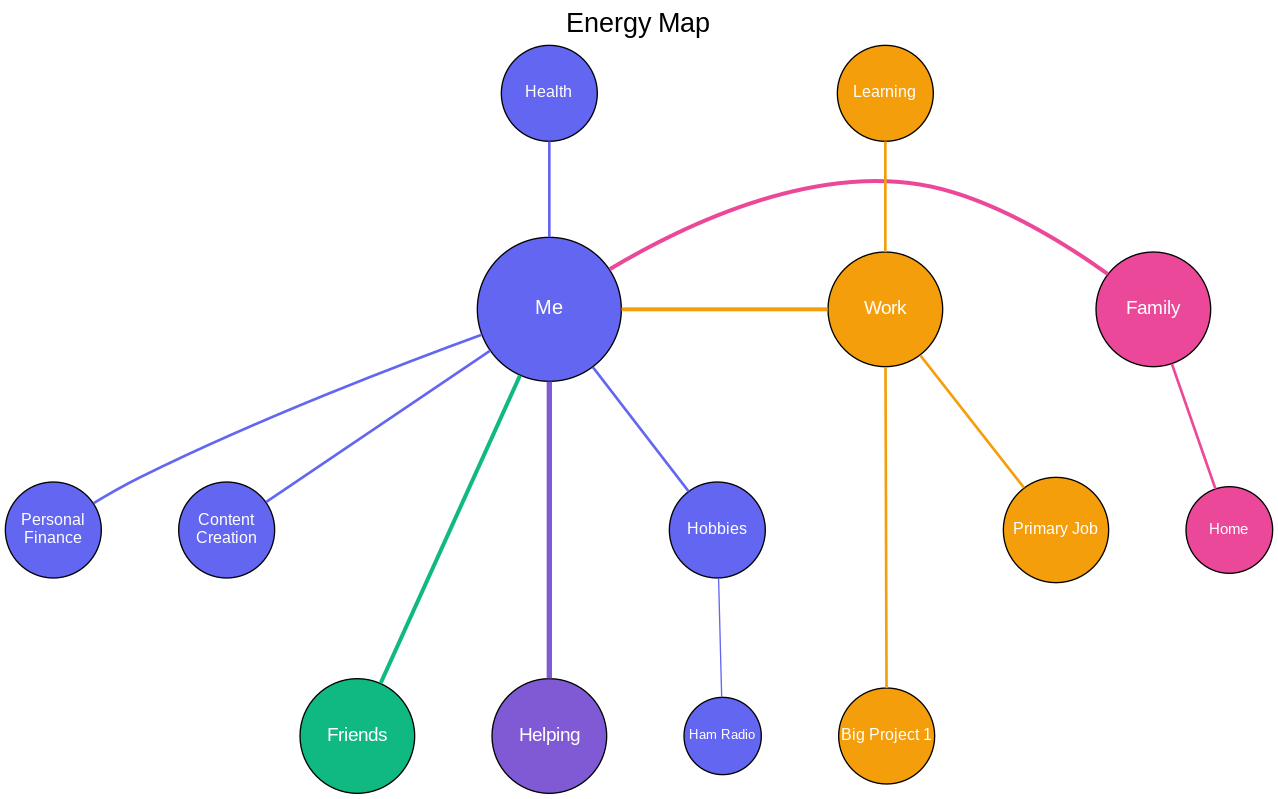 Energy Map
Health
Learning
Me
Work
Family
Personal
Finance
Content
Creation
Hobbies
Primary Job
Home
Friends
Helping
Ham Radio
Big Project 1